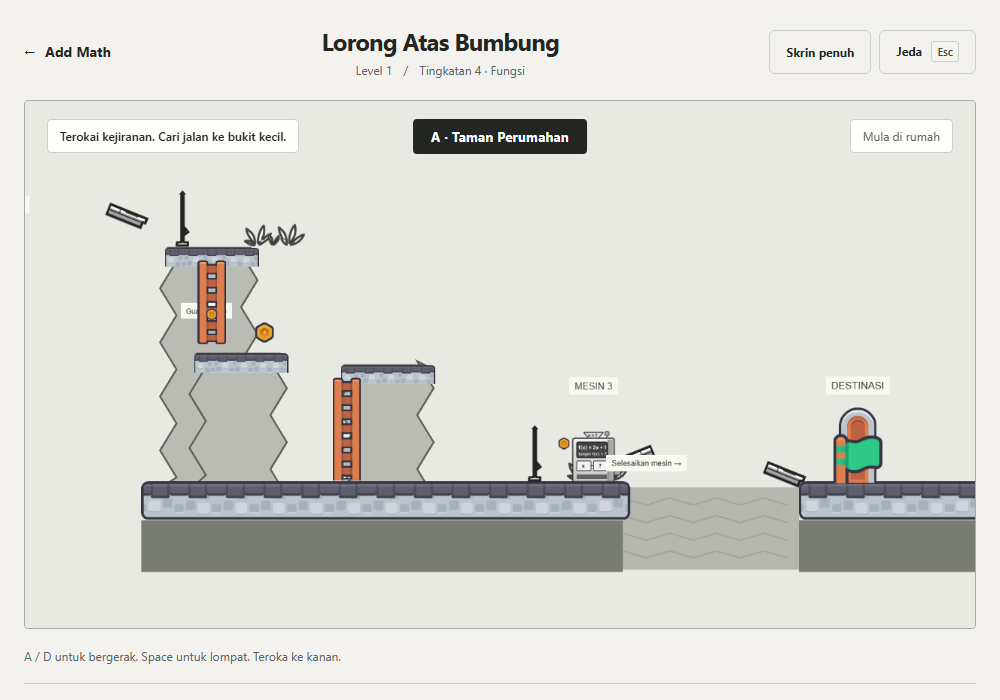 ← Add Math
Lorong Atas Bumbung
Level 1 / Tingkatan 4 · Fungsi
Skrin penuh
Jeda Esc
Terokai kejiranan. Cari jalan ke bukit kecil.
A · Taman Perumahan
Mula di rumah
MESIN 3
DESTINASI
Selesaikan mesin →
A / D untuk bergerak. Space untuk lompat. Teroka ke kanan.